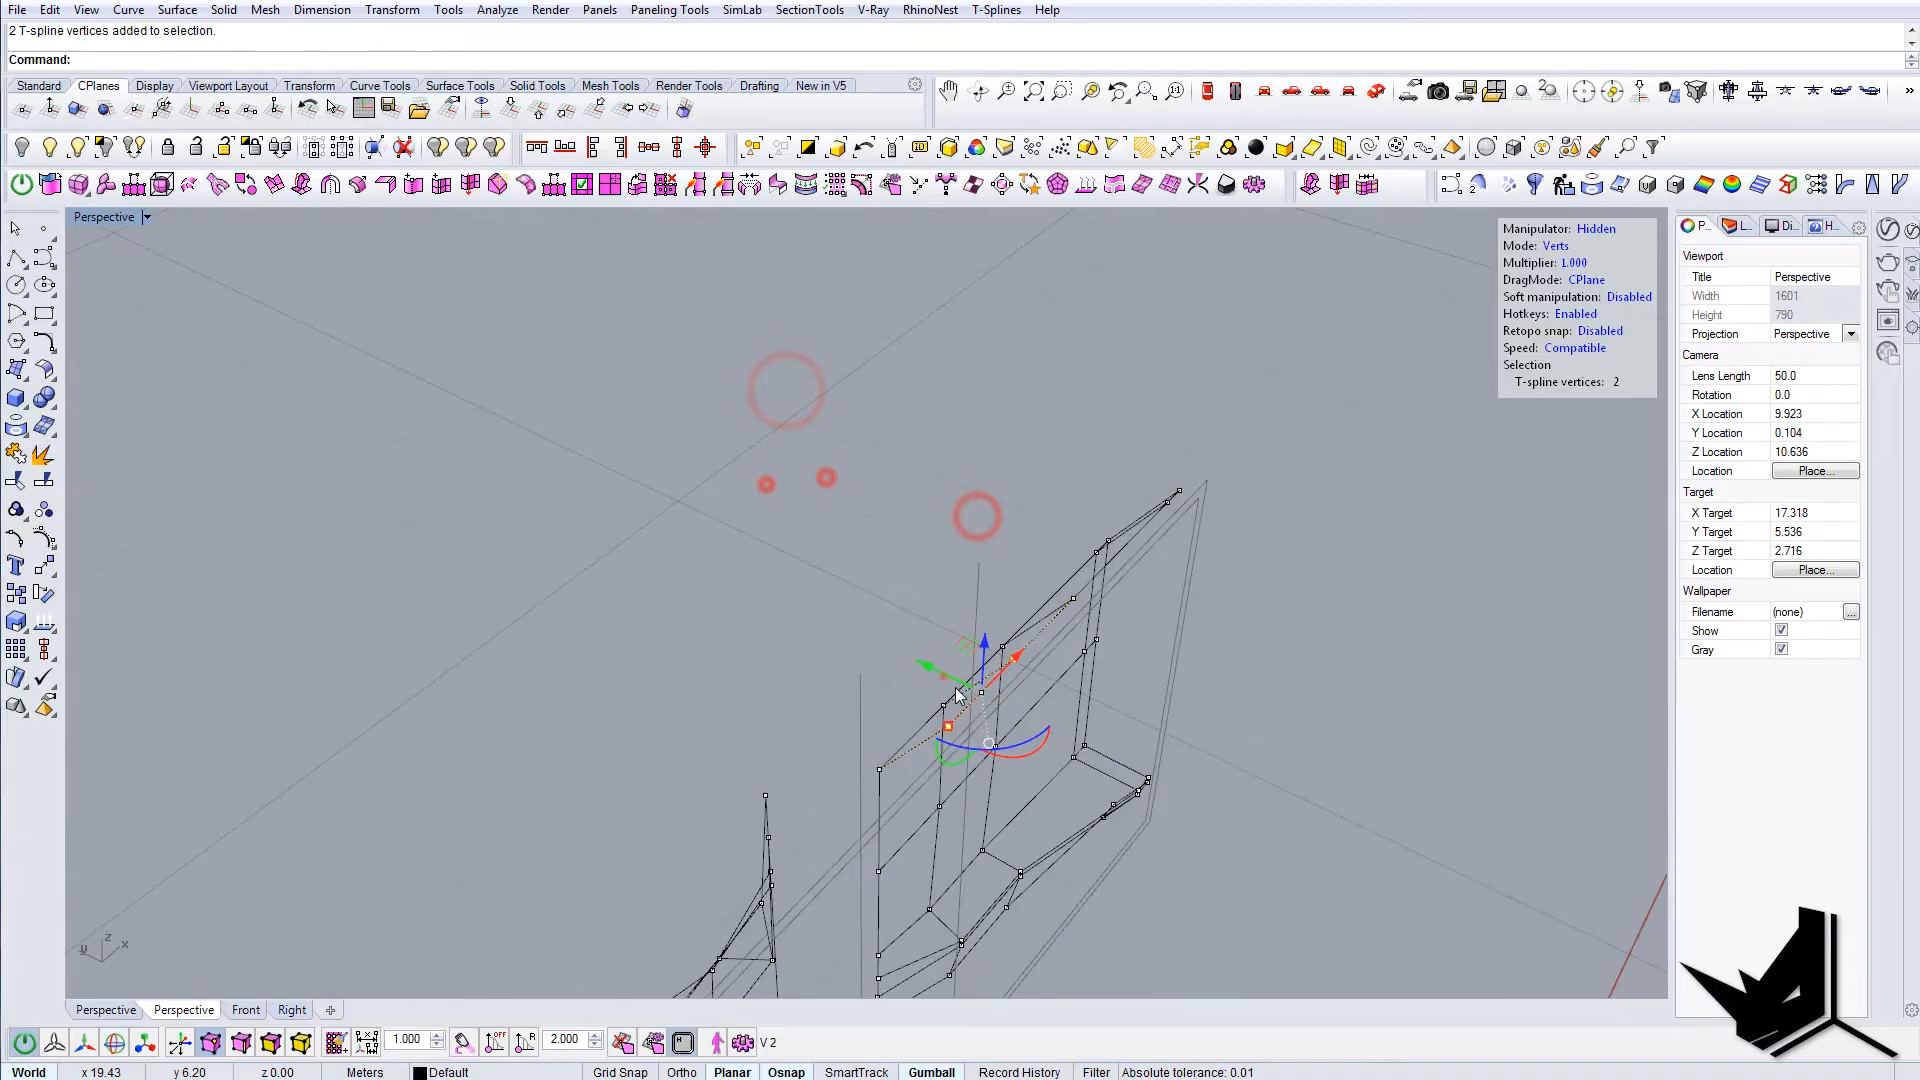 File Edit View Curve Surface Solid Mesh Dimension Transform Tools Analyze Render Panels Paneling Tools SimLab SectionTools V-Ray RhinoNest T-Splines Help
2 T-spline vertices added to selection.
Command:
Standard CPlanes Display Viewport Layout Transform Curve Tools Surface Tools Solid Tools Mesh Tools Render Tools Drafting New in V5
Perspective
Manipulator: Hidden
Mode: Verts
Multiplier: 1.000
DragMode: CPlane
Soft manipulation: Disabled
Hotkeys: Enabled
Retopo snap: Disabled
Speed: Compatible
Selection
T-spline vertices: 2
P... L... Di... H...
Viewport
Title Perspective
Width 1601
Height 790
Projection Perspective
Camera
Lens Length 50.0
Rotation 0.0
X Location 9.923
Y Location 0.104
Z Location 10.636
Location Place...
Target
X Target 17.318
Y Target 5.536
Z Target 2.716
Location Place...
Wallpaper
Filename (none) ...
Show
Gray
z
y x
Perspective Perspective Front Right
1.000 OFF R 2.000 H V 2
World x 19.43 y 6.20 z 0.00 Meters Default Grid Snap Ortho Planar Osnap SmartTrack Gumball Record History Filter Absolute tolerance: 0.01